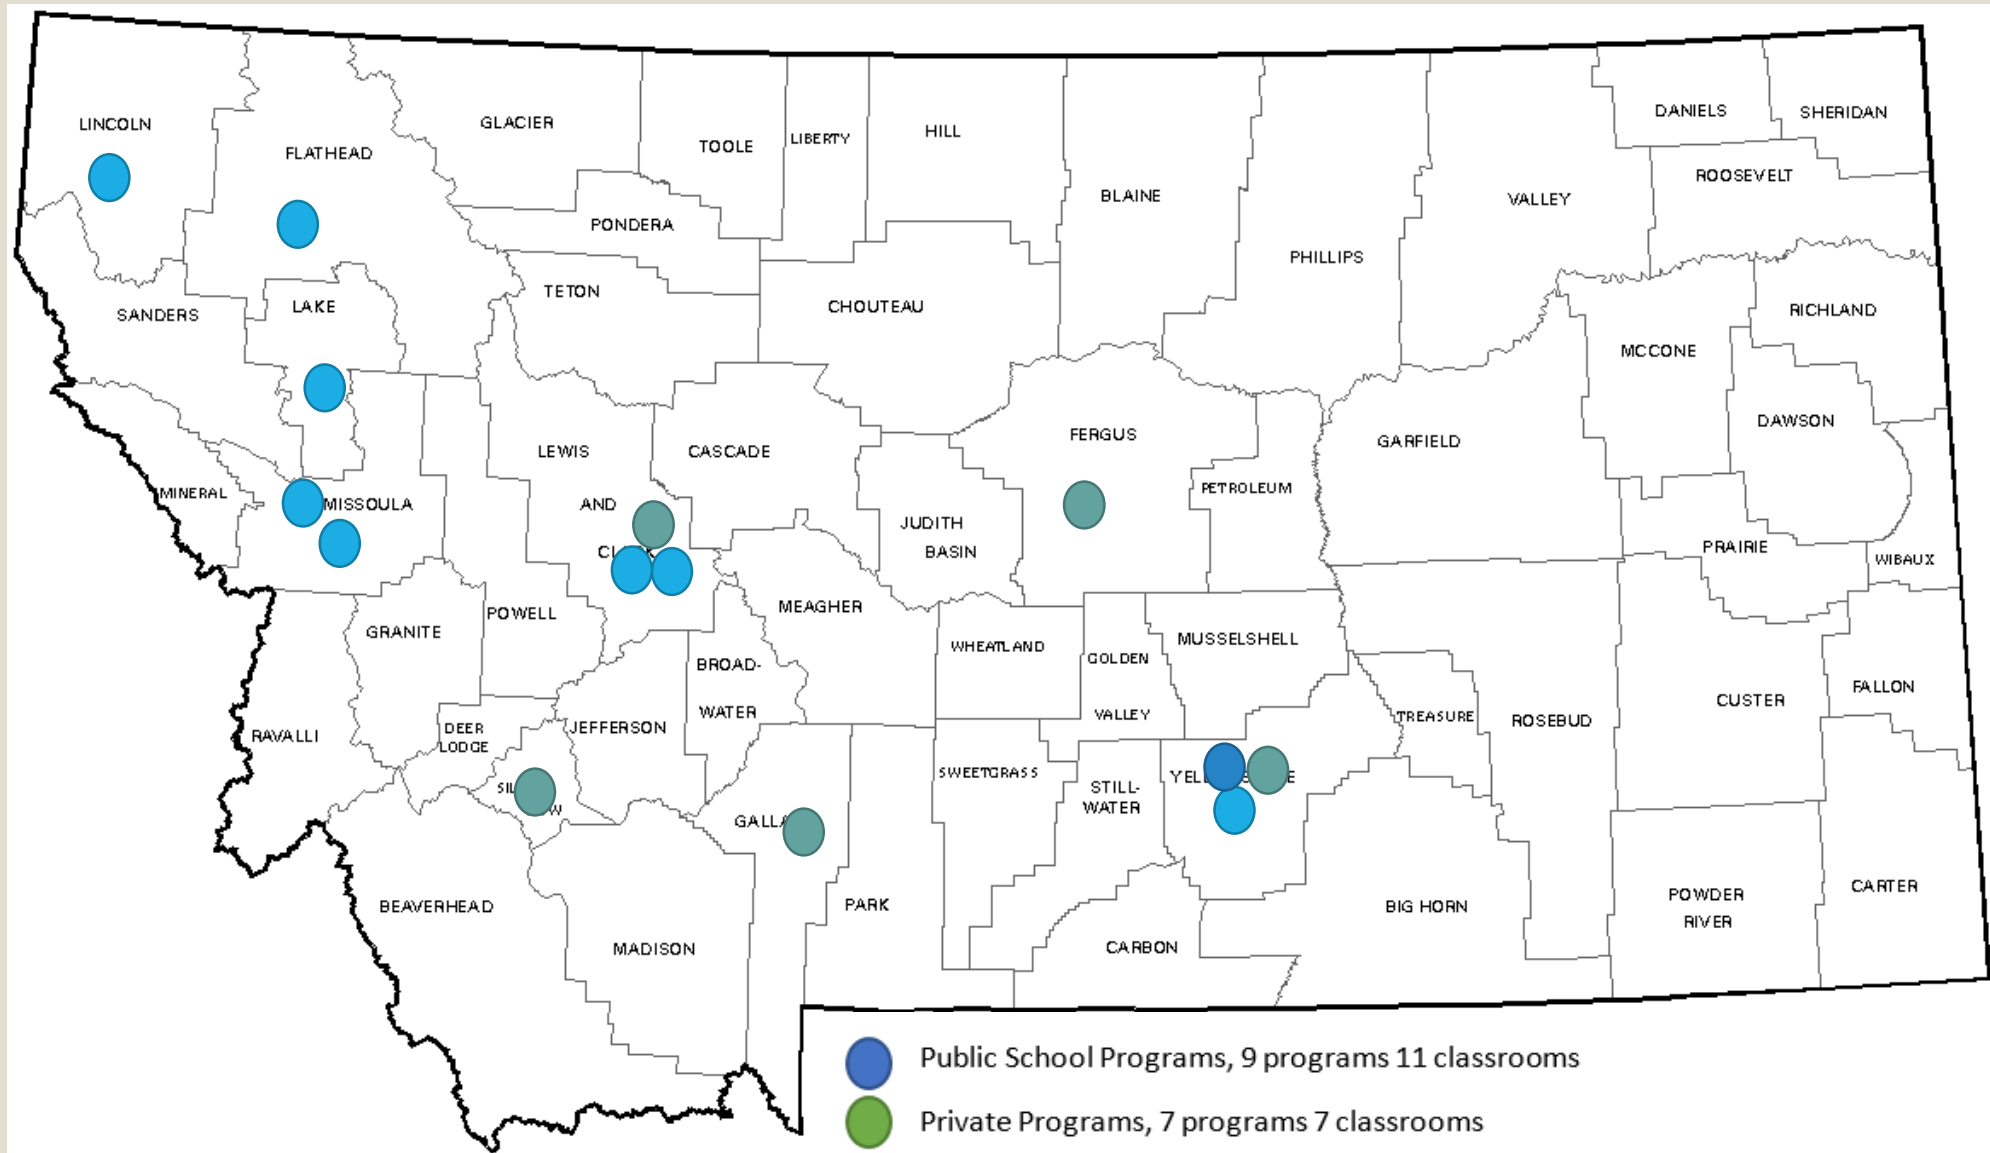 LINCOLN
FLATHEAD
GLACIER
TOOLE
LIBERTY
HILL
BLAINE
PHILLIPS
VALLEY
DANIELS
SHERIDAN
ROOSEVELT
PONDERA
SANDERS
LAKE
TETON
CHOUTEAU
RICHLAND
MCCONE
DAWSON
GARFIELD
FERGUS
PETROLEUM
LEWIS
AND
CASCADE
MINERAL
MISSOULA
JUDITH
BASIN
PRAIRIE
WIBAUX
POWELL
GRANITE
MEAGHER
WHEATLAND
GOLDEN
VALLEY
MUSSELSHELL
BROAD-
WATER
RAVALLI
DEER
LODGE
JEFFERSON
TREASURE
ROSEBUD
CUSTER
FALLON
SWEETGRASS
STILL-
WATER
BEAVERHEAD
MADISON
PARK
CARBON
BIG HORN
POWDER
RIVER
CARTER
Public School Programs, 9 programs 11 classrooms
Private Programs, 7 programs 7 classrooms